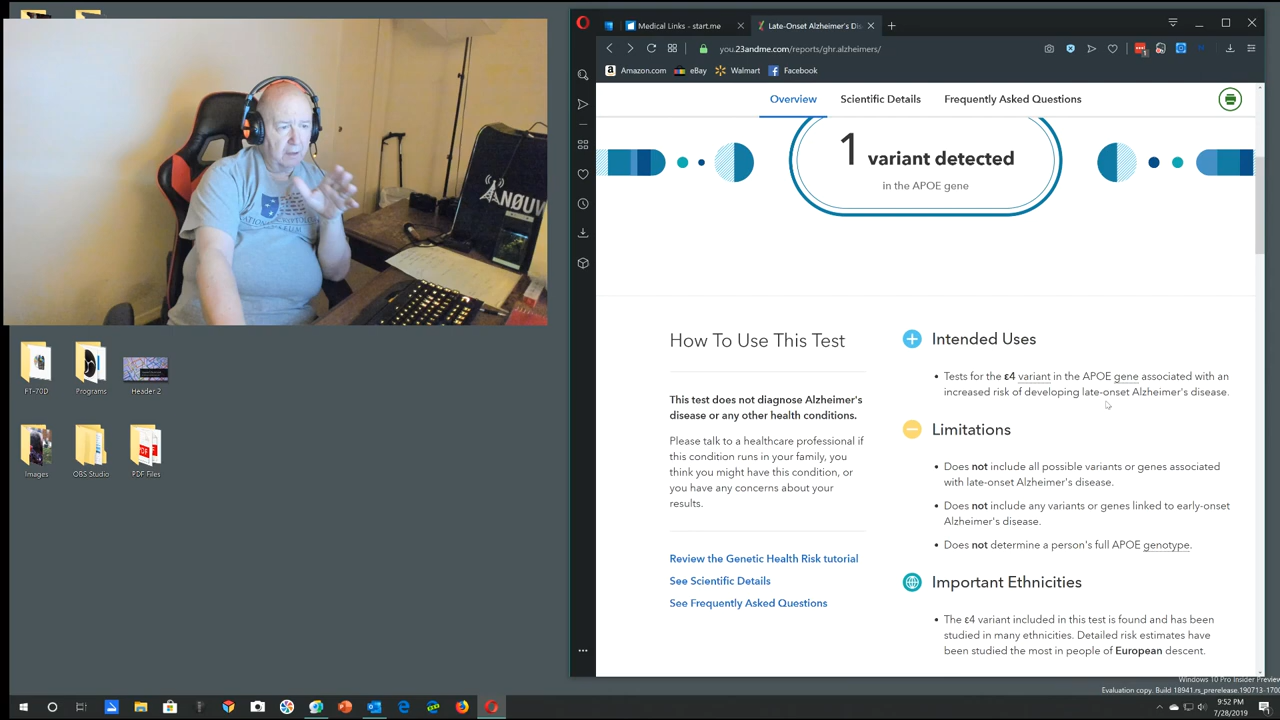 Medical Links - start.me
Late-Onset Alzheimer's Dis
you.23andme.com/reports/ghr.alzheimers/
Amazon.com
eBay
Walmart
Facebook
Overview
Scientific Details
Frequently Asked Questions
1 variant detected
in the APOE gene
How To Use This Test
This test does not diagnose Alzheimer's
disease or any other health conditions.
Please talk to a healthcare professional if
this condition runs in your family, you
think you might have this condition, or
you have any concerns about your
results.
Review the Genetic Health Risk tutorial
See Scientific Details
See Frequently Asked Questions
Intended Uses
• Tests for the ε4 variant in the APOE gene associated with an
increased risk of developing late-onset Alzheimer's disease.
Limitations
• Does not include all possible variants or genes associated
with late-onset Alzheimer's disease.
• Does not include any variants or genes linked to early-onset
Alzheimer's disease.
• Does not determine a person's full APOE genotype.
Important Ethnicities
• The ε4 variant included in this test is found and has been
studied in many ethnicities. Detailed risk estimates have
been studied the most in people of European descent.
FT-70D
Programs
Header 2
Images
OBS Studio
PDF Files
Windows 10 Pro Insider Preview
Evaluation copy. Build 18941.rs_prerelease.190713-1700
9:52 PM
7/28/2019